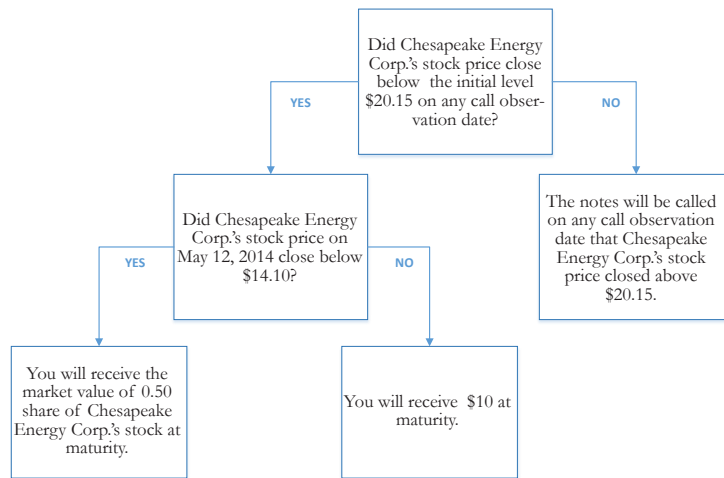 Did Chesapeake Energy
Corp.'s stock price close
below the initial level
$20.15 on any call obser-
vation date?
YES
NO
Did Chesapeake Energy
Corp.'s stock price on
May 12, 2014 close below
$14.10?
The notes will be called
on any call observation
date that Chesapeake
Energy Corp.'s stock
price closed above
$20.15.
YES
NO
You will receive the
market value of 0.50
share of Chesapeake
Energy Corp.'s stock at
maturity.
You will receive $10 at
maturity.